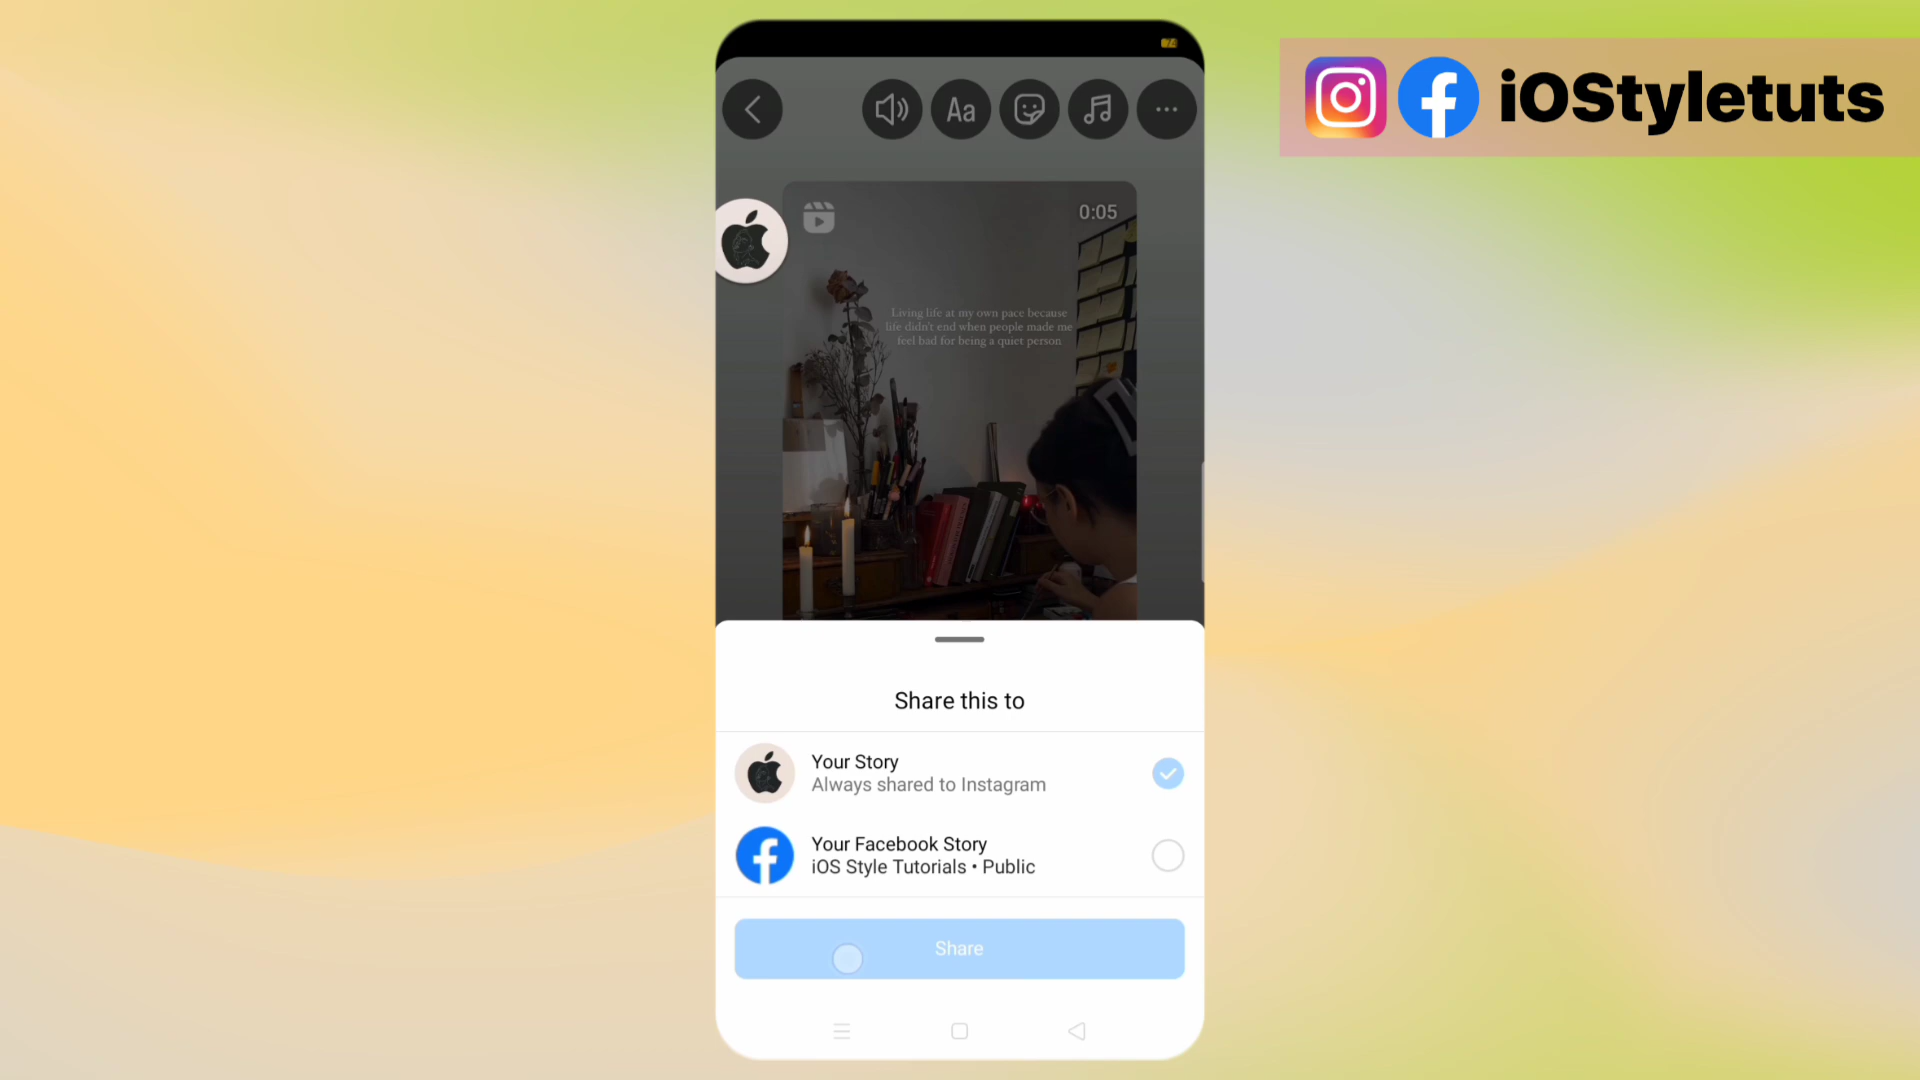 74
iOStyletuts
Aa
0:05
Living life at my own pace because
life didn't end when people made me
feel bad for being a quiet person
Share this to
Your Story
Always shared to Instagram
Your Facebook Story
iOS Style Tutorials • Public
Share